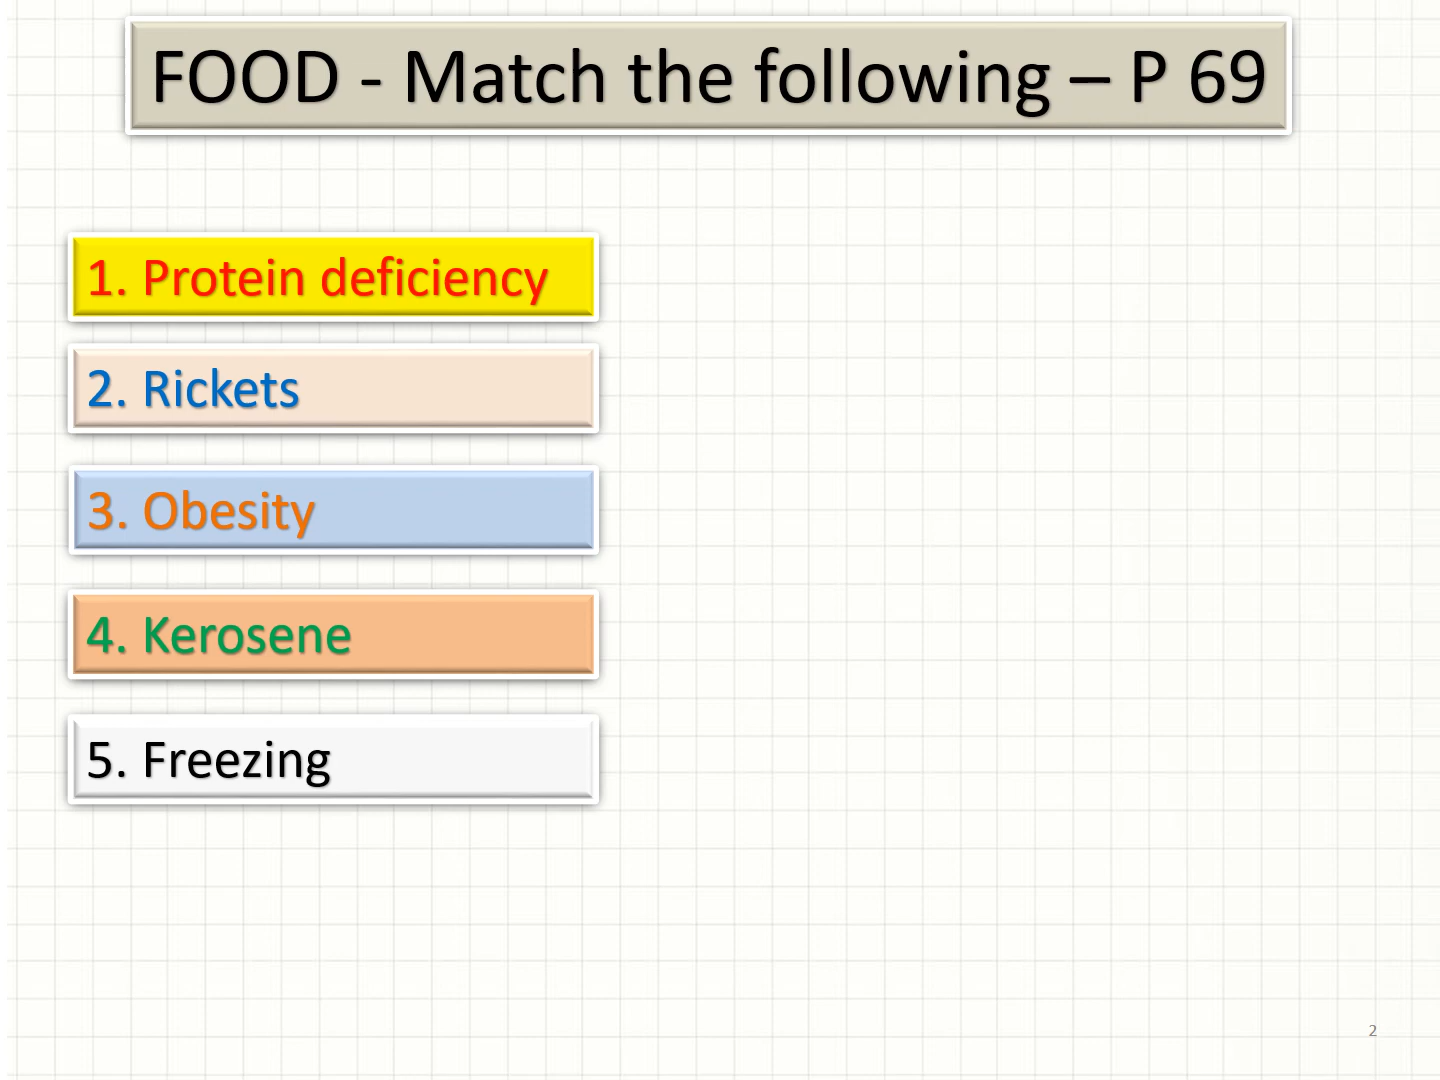 FOOD - Match the following – P 69
1. Protein deficiency
2. Rickets
3. Obesity
4. Kerosene
5. Freezing
2